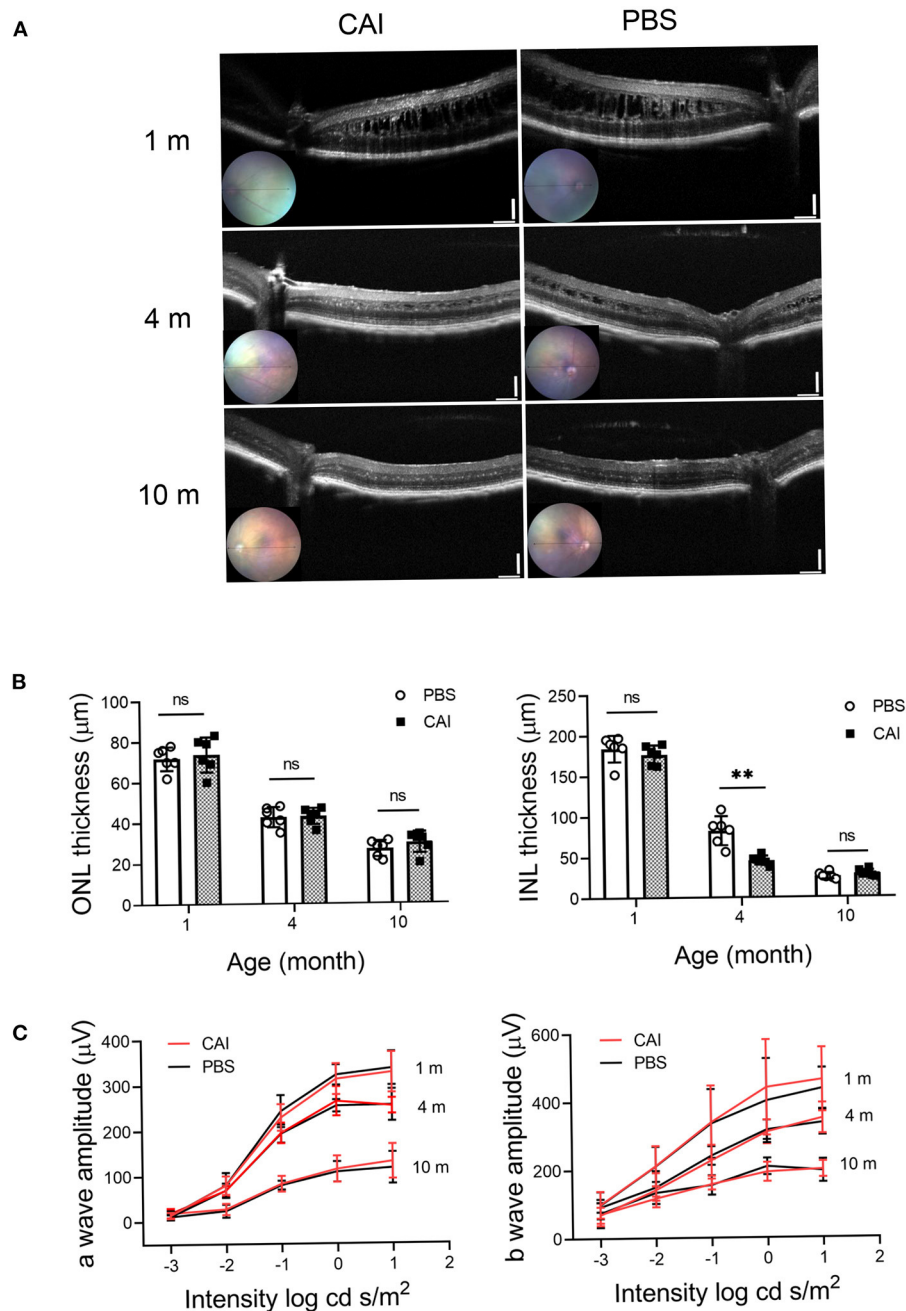 A
CAI PBS
1 m
4 m
10 m
B
ONL thickness (μm)
100
80
60
40
20
0
ns
ns
ns
PBS
CAI
1 4 10
Age (month)
INL thickness (μm)
250
200
150
100
50
0
ns
**
ns
PBS
CAI
1 4 10
Age (month)
C
a wave amplitude (μV)
400
300
200
100
0
CAI
PBS
1 m
4 m
10 m
-3 -2 -1 0 1 2
Intensity log cd s/m²
b wave amplitude (μV)
600
400
200
0
CAI
PBS
1 m
4 m
10 m
-3 -2 -1 0 1 2
Intensity log cd s/m²